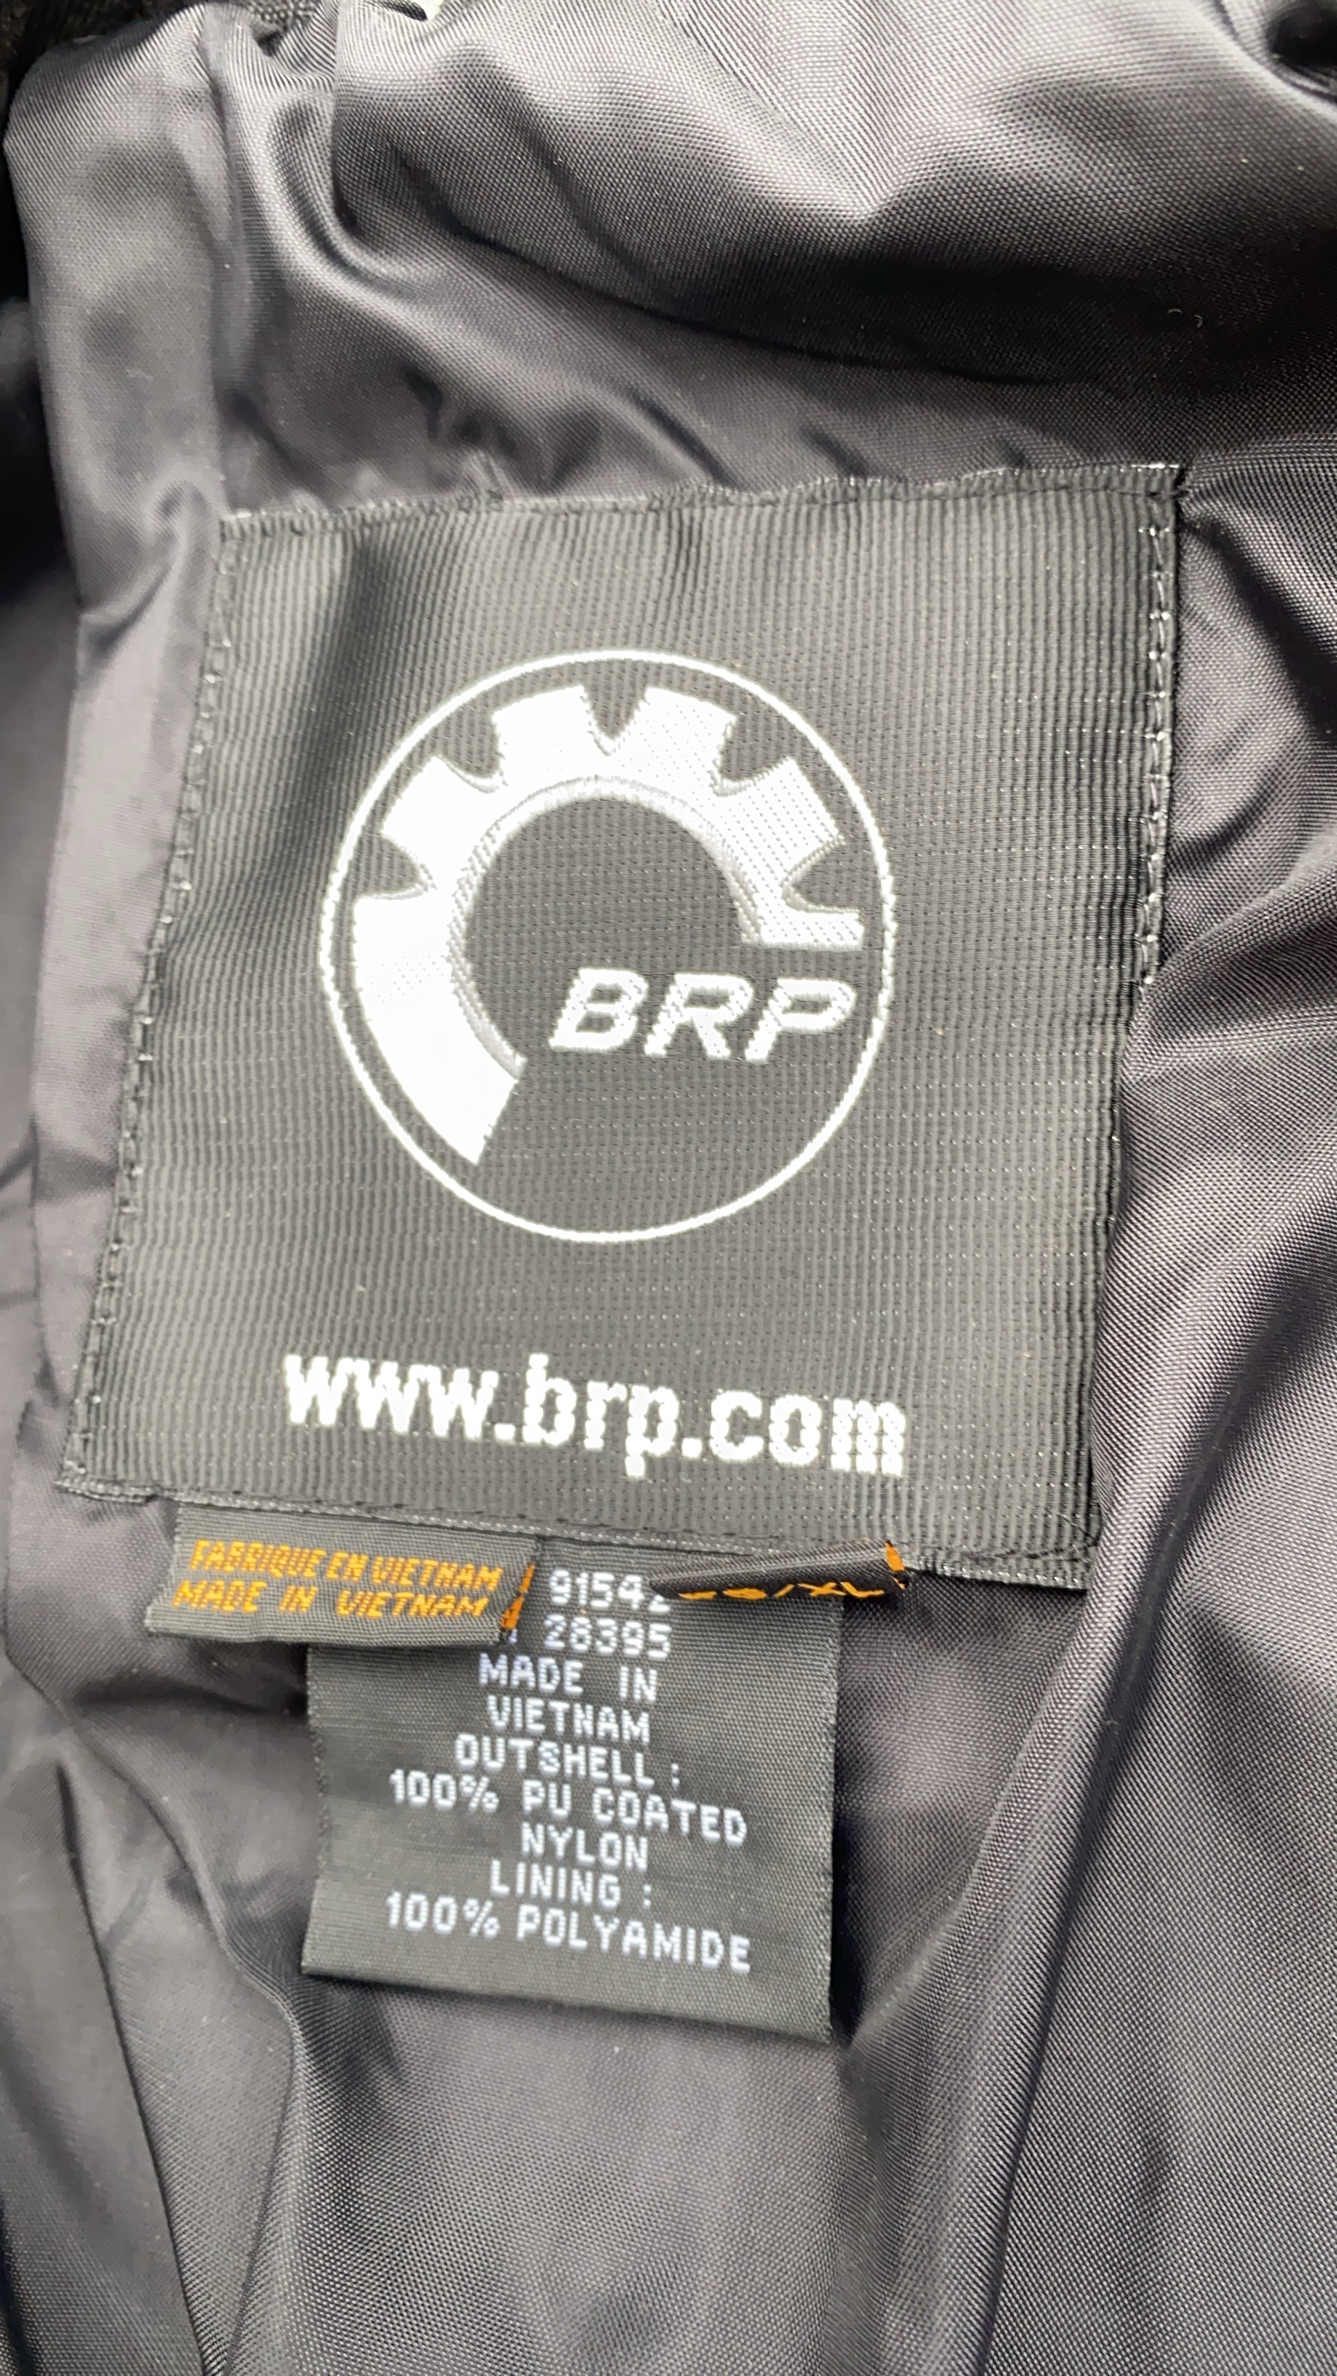 BRP
www.brp.com
FABRIQUE EN VIETNAM
MADE IN VIETNAM
91542
28395
MADE IN
VIETNAM
OUTSHELL :
100% PU COATED
NYLON
LINING :
100% POLYAMIDE